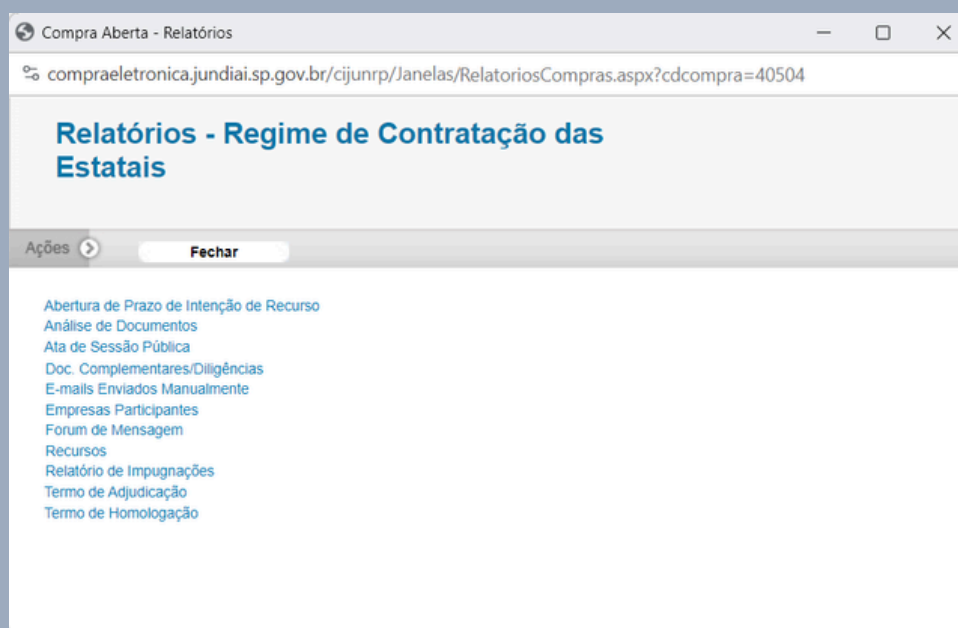 Compra Aberta - Relatórios
compraeletronica.jundiai.sp.gov.br/cijunrp/Janelas/RelatoriosCompras.aspx?cdcompra=40504
Relatórios - Regime de Contratação das
Estatais
Ações
Fechar
Abertura de Prazo de Intenção de Recurso
Análise de Documentos
Ata de Sessão Pública
Doc. Complementares/Diligências
E-mails Enviados Manualmente
Empresas Participantes
Forum de Mensagem
Recursos
Relatório de Impugnações
Termo de Adjudicação
Termo de Homologação